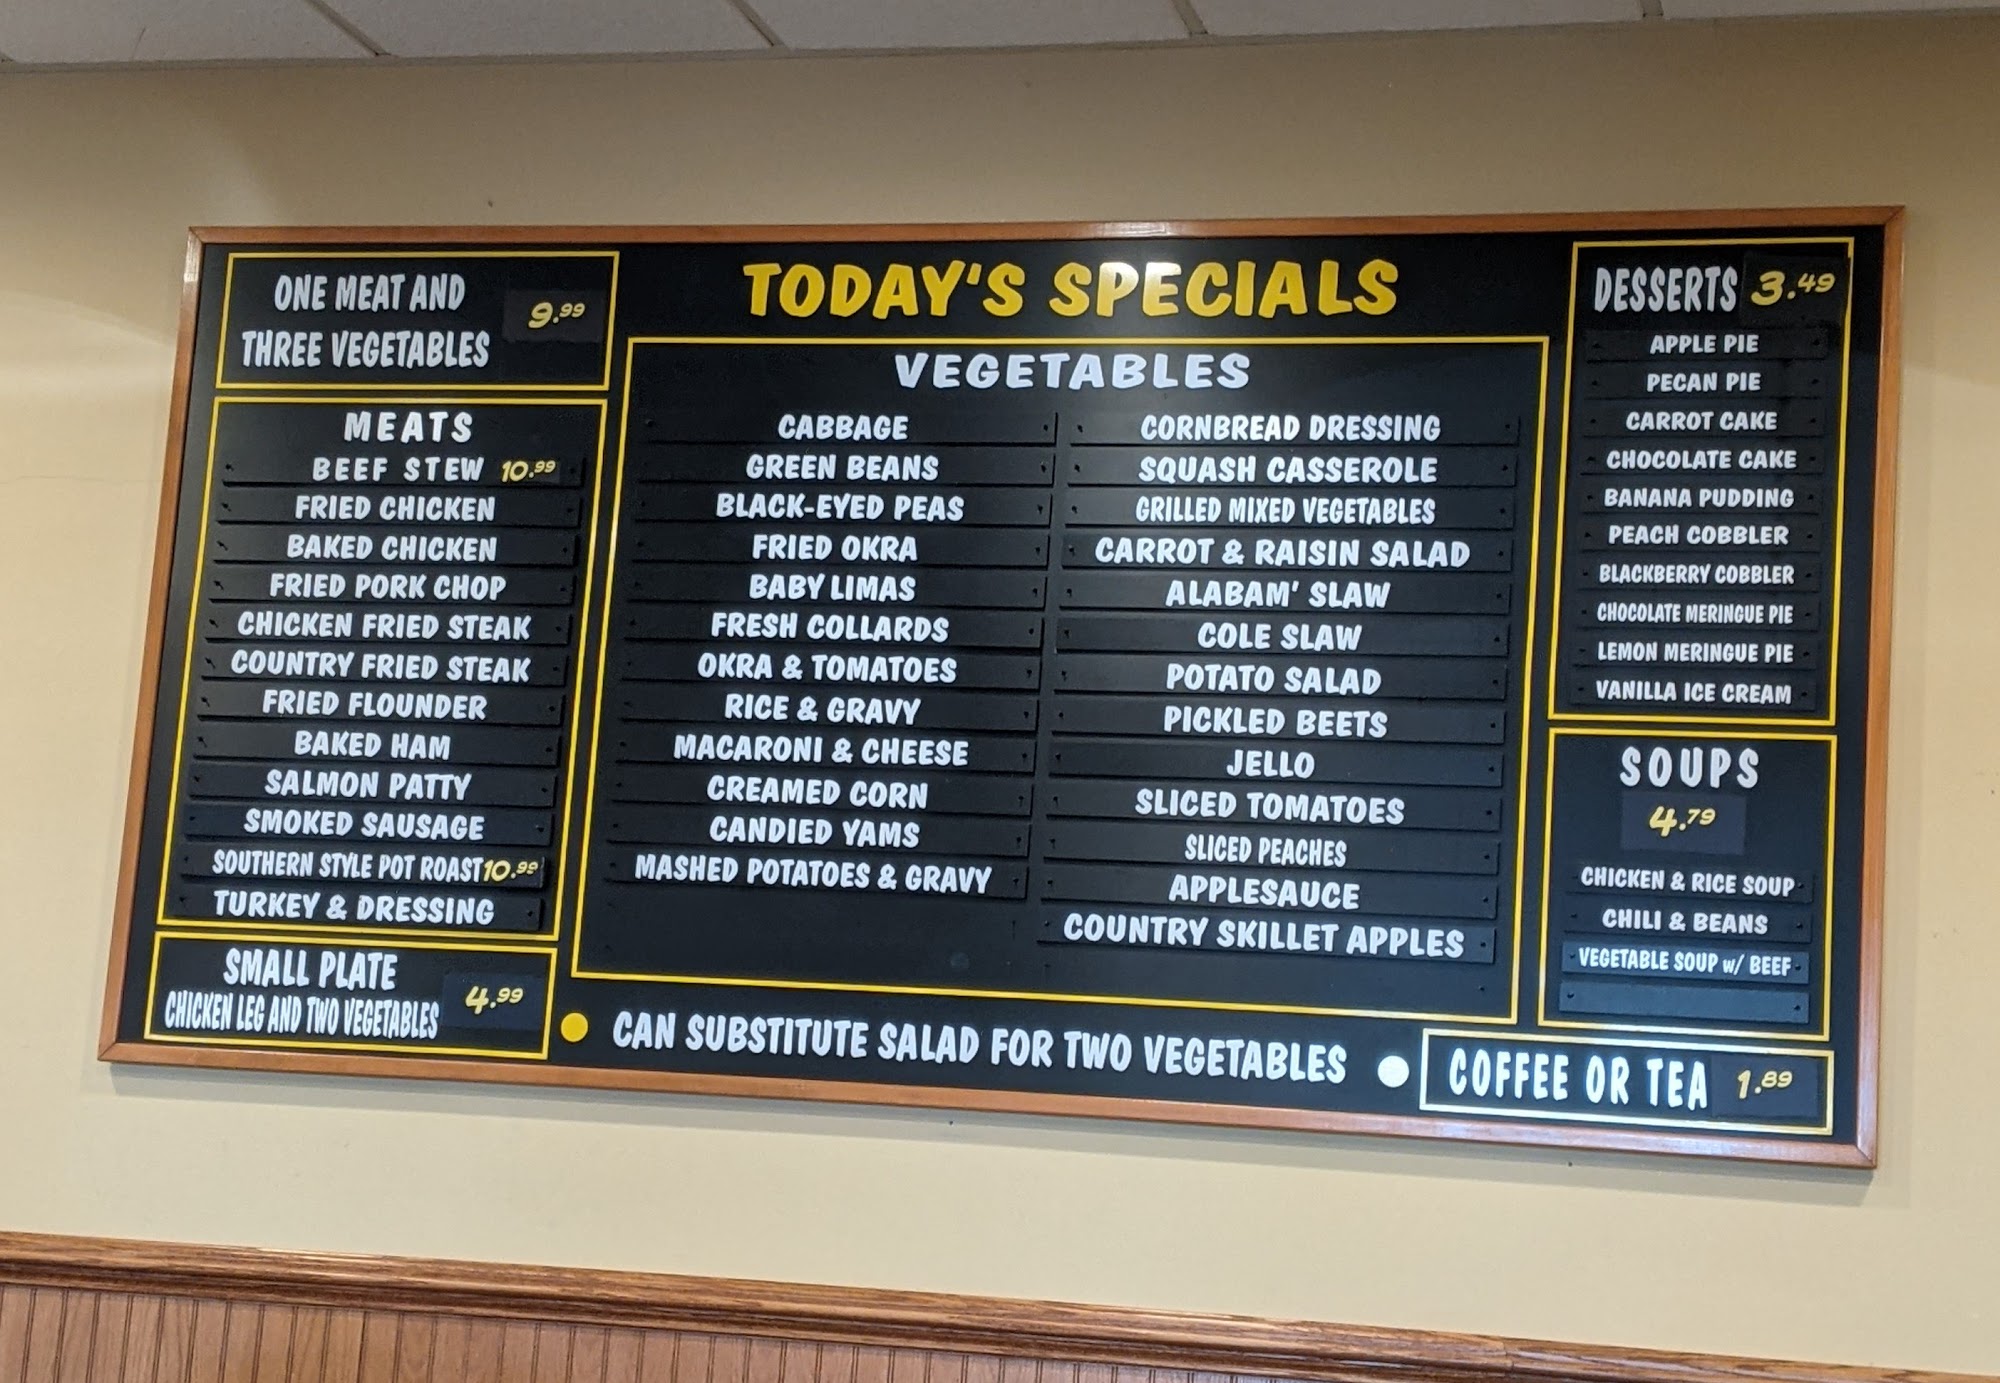 ONE MEAT AND
THREE VEGETABLES 9.99
MEATS
BEEF STEW 10.99
FRIED CHICKEN
BAKED CHICKEN
FRIED PORK CHOP
CHICKEN FRIED STEAK
COUNTRY FRIED STEAK
FRIED FLOUNDER
BAKED HAM
SALMON PATTY
SMOKED SAUSAGE
SOUTHERN STYLE POT ROAST 10.99
TURKEY & DRESSING
SMALL PLATE
CHICKEN LEG AND TWO VEGETABLES 4.99
TODAY'S SPECIALS
VEGETABLES
CABBAGE
GREEN BEANS
BLACK-EYED PEAS
FRIED OKRA
BABY LIMAS
FRESH COLLARDS
OKRA & TOMATOES
RICE & GRAVY
MACARONI & CHEESE
CREAMED CORN
CANDIED YAMS
MASHED POTATOES & GRAVY
CORNBREAD DRESSING
SQUASH CASSEROLE
GRILLED MIXED VEGETABLES
CARROT & RAISIN SALAD
ALABAM' SLAW
COLE SLAW
POTATO SALAD
PICKLED BEETS
JELLO
SLICED TOMATOES
SLICED PEACHES
APPLESAUCE
COUNTRY SKILLET APPLES
CAN SUBSTITUTE SALAD FOR TWO VEGETABLES
DESSERTS 3.49
APPLE PIE
PECAN PIE
CARROT CAKE
CHOCOLATE CAKE
BANANA PUDDING
PEACH COBBLER
BLACKBERRY COBBLER
CHOCOLATE MERINGUE PIE
LEMON MERINGUE PIE
VANILLA ICE CREAM
SOUPS
4.79
CHICKEN & RICE SOUP
CHILI & BEANS
VEGETABLE SOUP w/ BEEF
COFFEE OR TEA 1.89